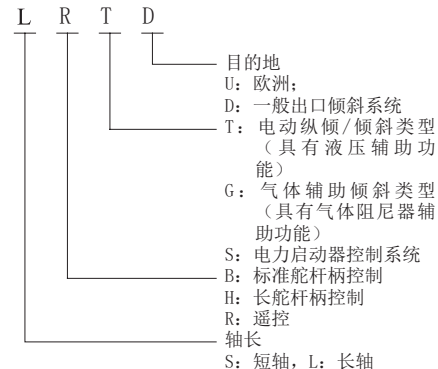 L R T D
目的地
U：欧洲；
D：一般出口倾斜系统
T：电动纵倾/倾斜类型
（具有液压辅助功
能）
G：气体辅助倾斜类型
（具有气体阻尼器辅
助功能）
S：电力启动器控制系统
B：标准舵杆柄控制
H：长舵杆柄控制
R：遥控
轴长
S：短轴，L：长轴